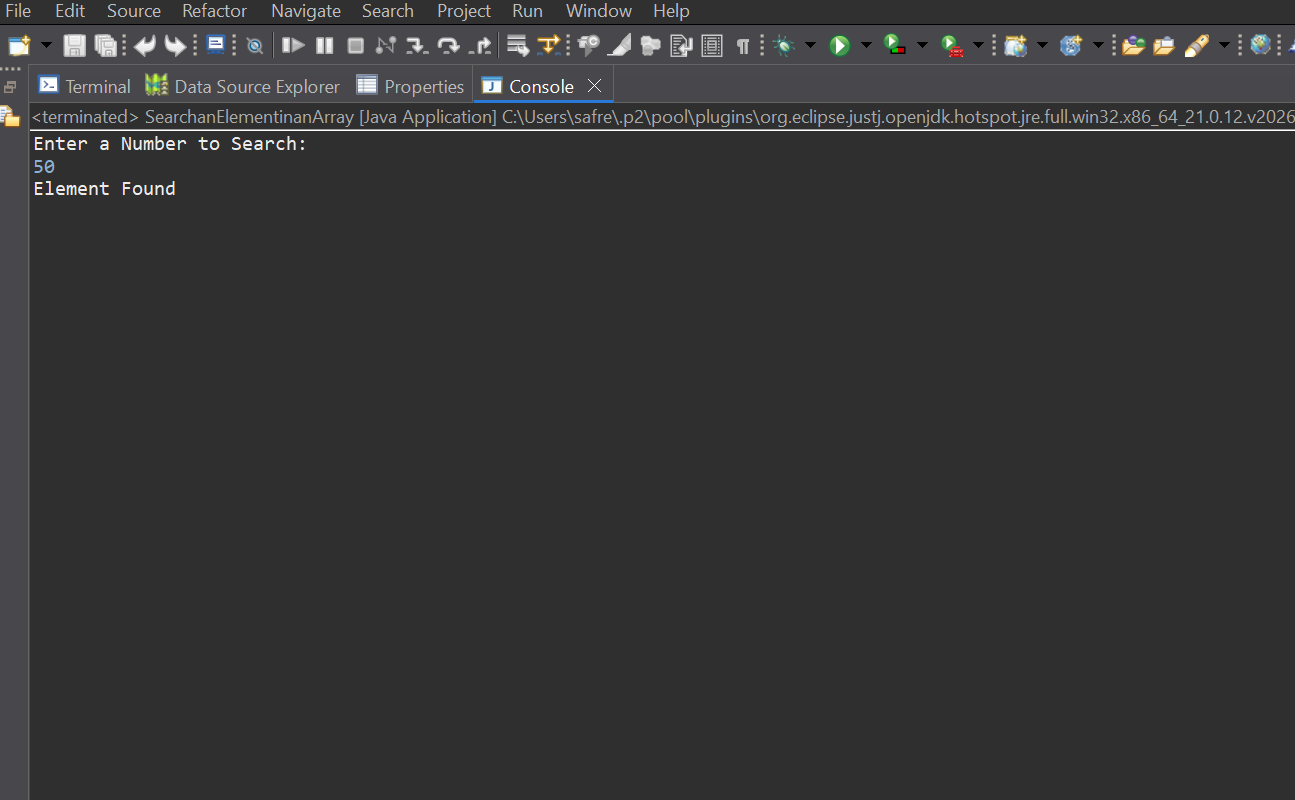 File Edit Source Refactor Navigate Search Project Run Window Help
Terminal Data Source Explorer Properties Console
<terminated> SearchanElementinanArray [Java Application] C:\Users\safre\.p2\pool\plugins\org.eclipse.justj.openjdk.hotspot.jre.full.win32.x86_64_21.0.12.v2026
Enter a Number to Search:
50
Element Found